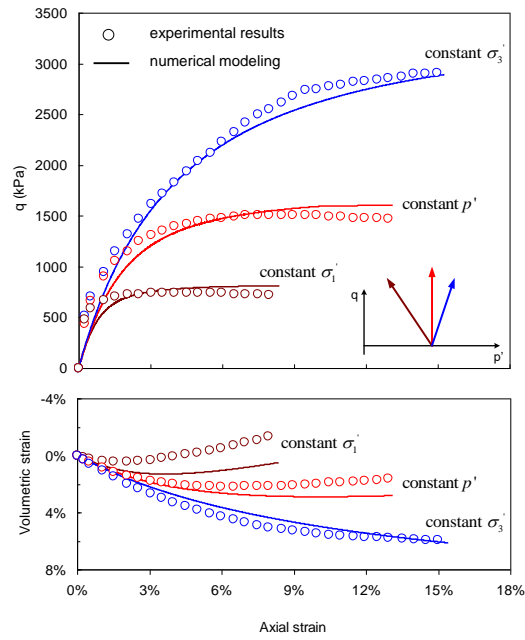 experimental results
numerical modeling
3500
3000
2500
2000
1500
1000
500
0
q (kPa)
constant σ₃'
constant p'
constant σ₁'
q
p'
-4%
0%
4%
8%
Volumetric strain
constant σ₁'
constant p'
constant σ₃'
0% 3% 6% 9% 12% 15% 18%
Axial strain